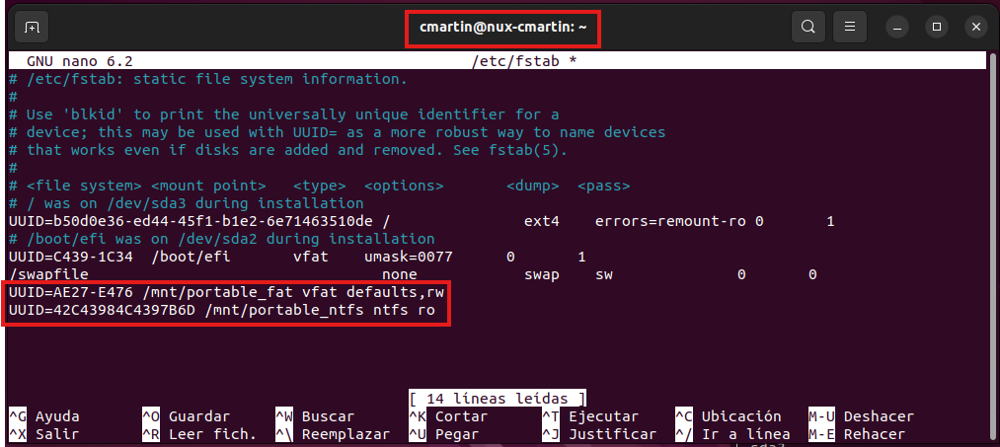 cmartin@nux-cmartin: ~
GNU nano 6.2 /etc/fstab *
# /etc/fstab: static file system information.
#
# Use 'blkid' to print the universally unique identifier for a
# device; this may be used with UUID= as a more robust way to name devices
# that works even if disks are added and removed. See fstab(5).
#
# <file system> <mount point>   <type>  <options>       <dump>  <pass>
# / was on /dev/sda3 during installation
UUID=b50d0e36-ed44-45f1-b1e2-6e71463510de /               ext4    errors=remount-ro 0       1
# /boot/efi was on /dev/sda2 during installation
UUID=C439-1C34  /boot/efi       vfat    umask=0077      0       1
/swapfile                                 none            swap    sw              0       0
UUID=AE27-E476 /mnt/portable_fat vfat defaults,rw
UUID=42C43984C4397B6D /mnt/portable_ntfs ntfs ro
[ 14 líneas leídas ]
^G Ayuda ^O Guardar ^W Buscar ^K Cortar ^T Ejecutar ^C Ubicación M-U Deshacer
^X Salir ^R Leer fich. ^\ Reemplazar ^U Pegar ^J Justificar ^/ Ir a línea M-E Rehacer